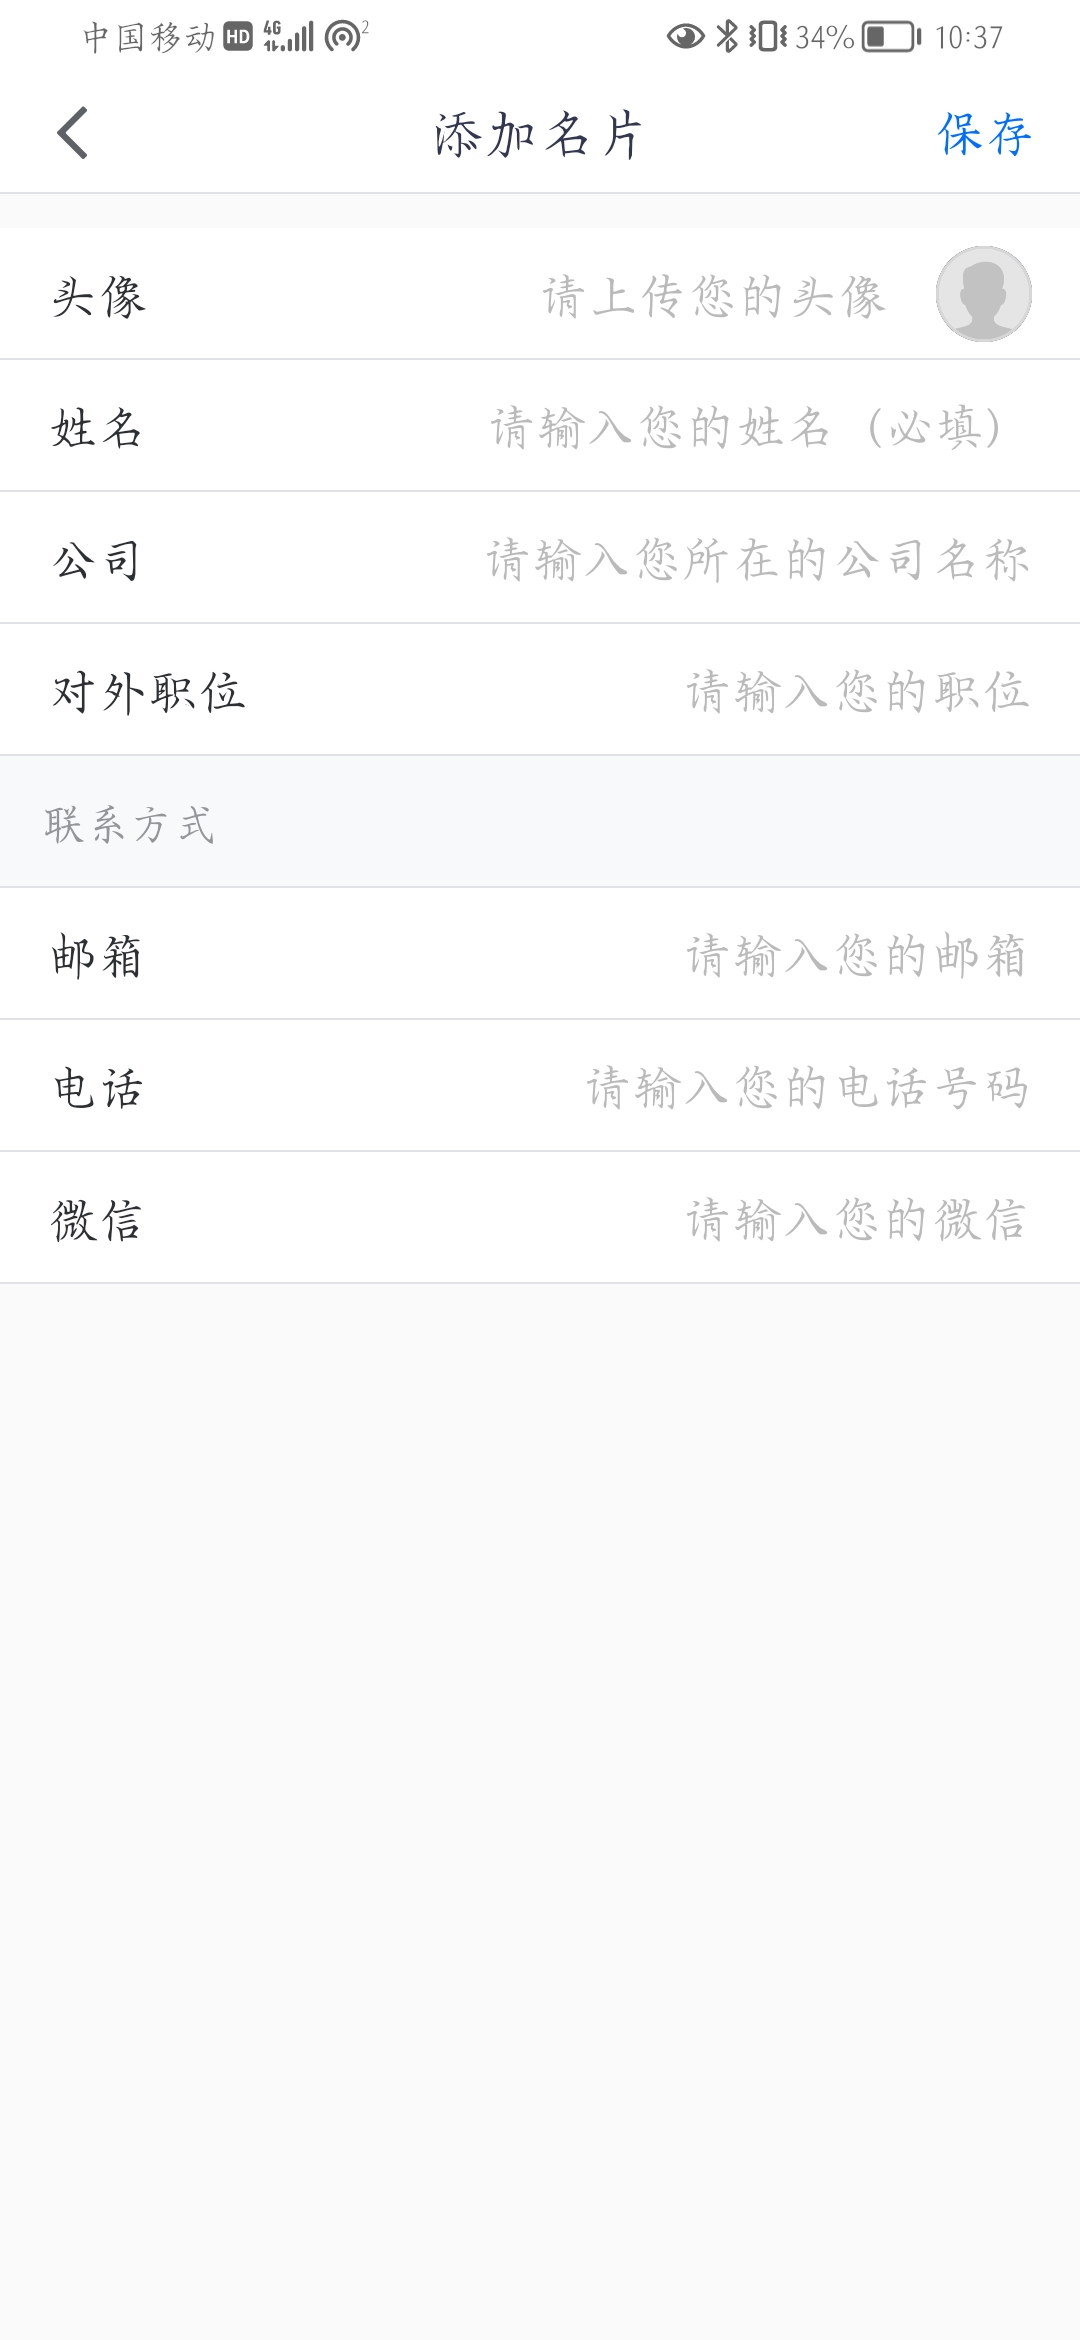 中国移动 HD 4G 2 34% 10:37
添加名片 保存
头像 请上传您的头像
姓名 请输入您的姓名（必填）
公司 请输入您所在的公司名称
对外职位 请输入您的职位
联系方式
邮箱 请输入您的邮箱
电话 请输入您的电话号码
微信 请输入您的微信